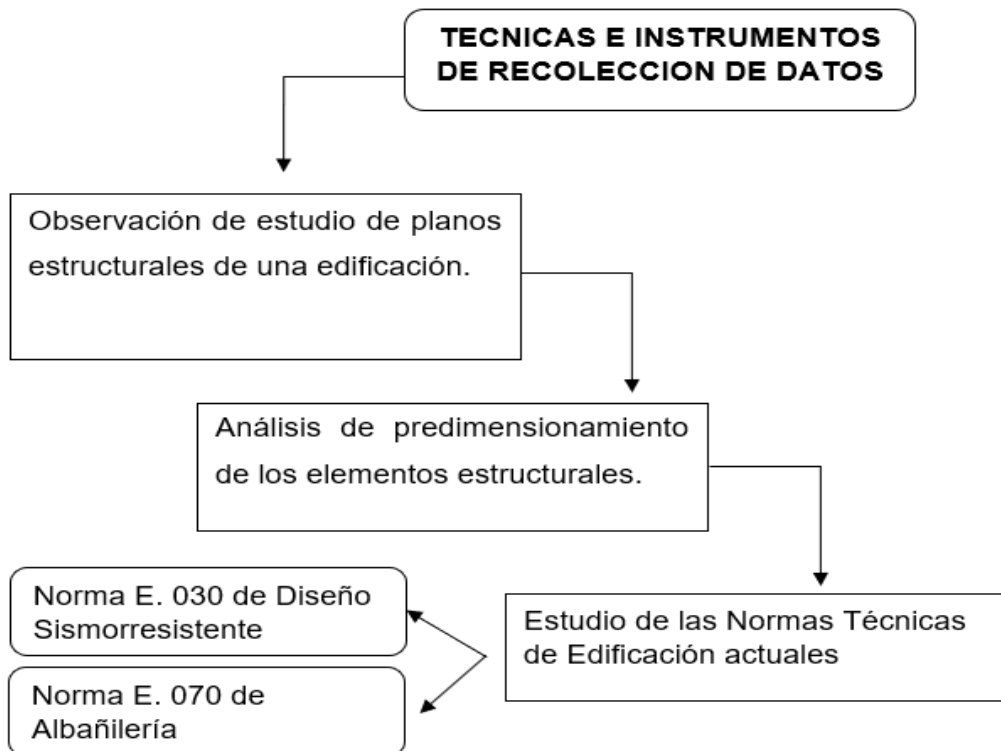 TECNICAS E INSTRUMENTOS
DE RECOLECCION DE DATOS
Observación de estudio de planos
estructurales de una edificación.
Análisis de predimensionamiento
de los elementos estructurales.
Estudio de las Normas Técnicas
de Edificación actuales
Norma E. 030 de Diseño
Sismorresistente
Norma E. 070 de
Albañilería